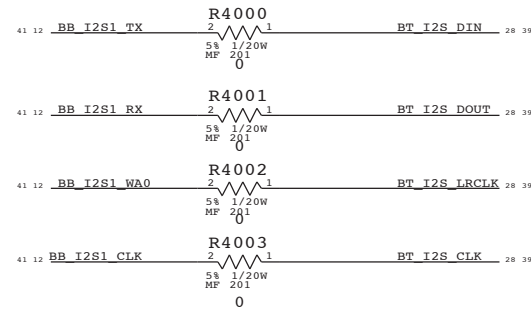 R4000
41 12 BB_I2S1_TX 2 1 BT_I2S_DIN 28 39
5% 1/20W
MF 201
0
R4001
41 12 BB_I2S1_RX 2 1 BT_I2S_DOUT 28 39
5% 1/20W
MF 201
0
R4002
41 12 BB_I2S1_WA0 2 1 BT_I2S_LRCLK 28 39
5% 1/20W
MF 201
0
R4003
41 12 BB_I2S1_CLK 2 1 BT_I2S_CLK 28 39
5% 1/20W
MF 201
0